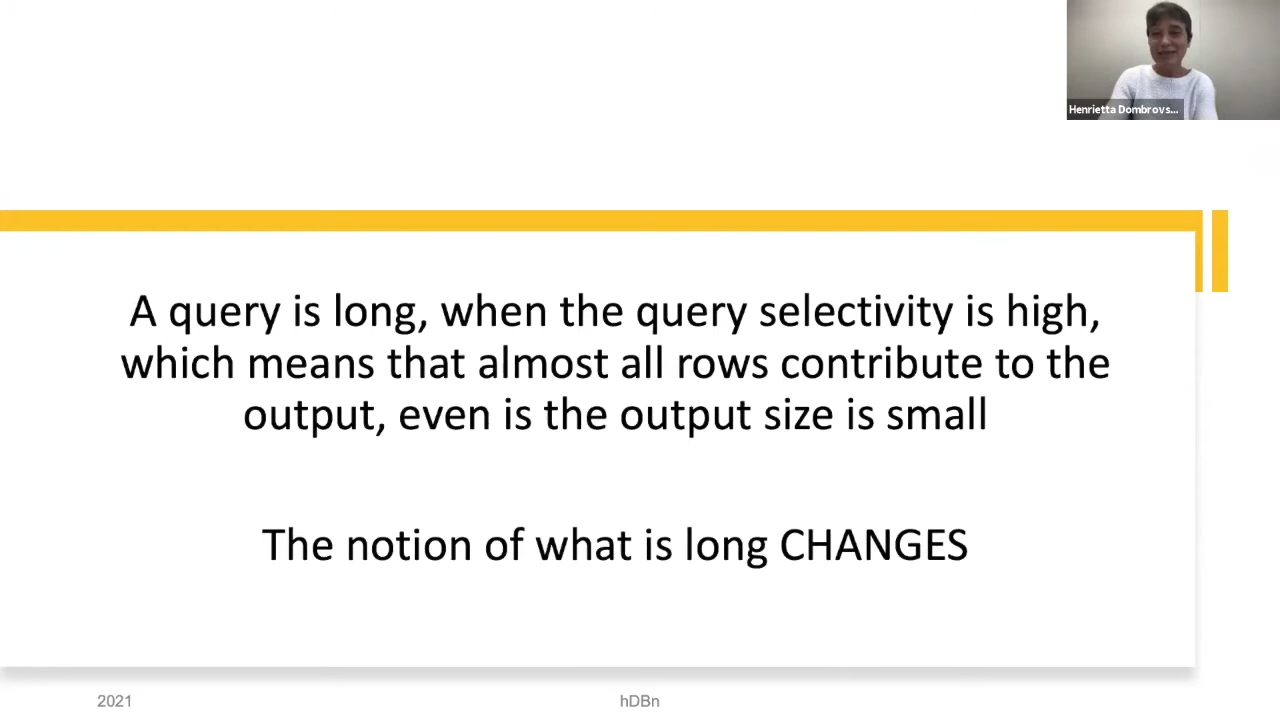 Henrietta Dombrovs...
A query is long, when the query selectivity is high,
which means that almost all rows contribute to the
output, even is the output size is small
The notion of what is long CHANGES
2021
hDBn